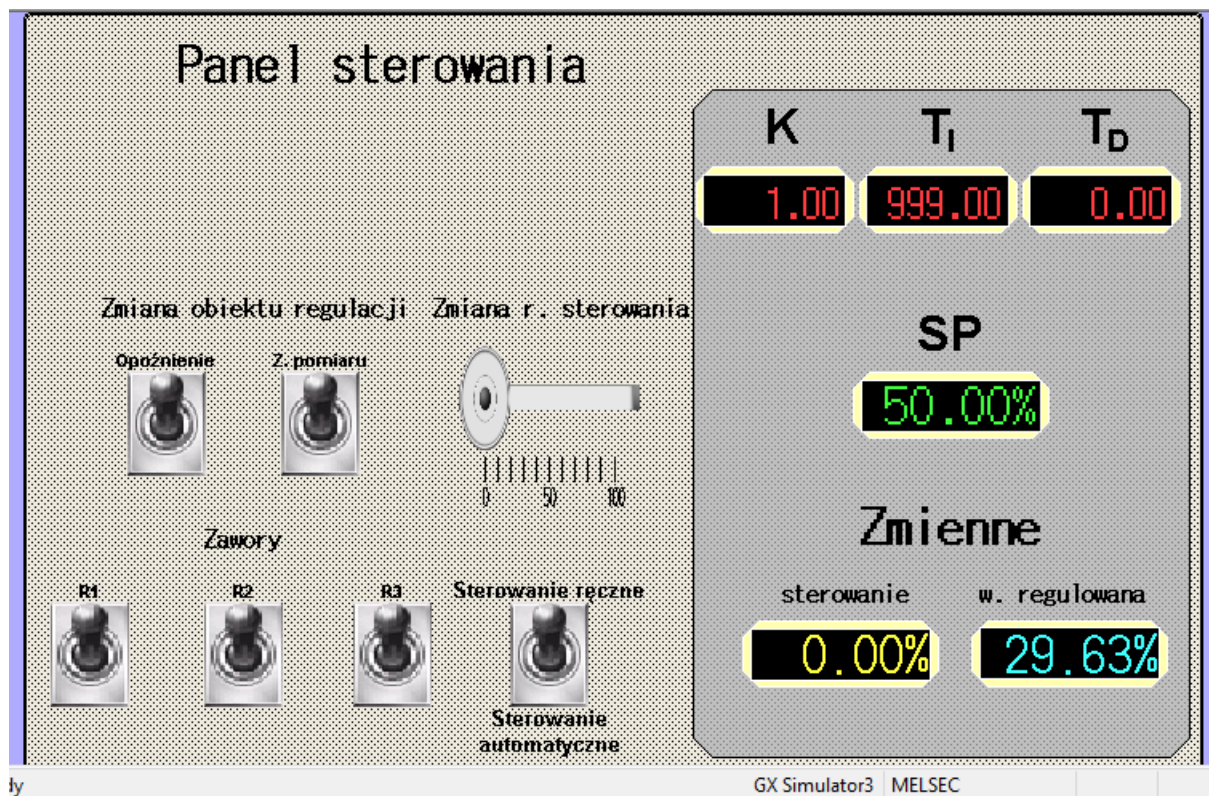 Panel sterowania
K TI TD
1.00 999.00 0.00
Zmiana obiektu regulacji Zmiana r. sterowania
Opoźnienie Z. pomiaru
SP
50.00%
0 50 100
Zawory
Zmienne
R1 R2 R3 Sterowanie ręczne
sterowanie w. regulowana
0.00% 29.63%
Sterowanie
automatyczne
dy GX Simulator3 MELSEC